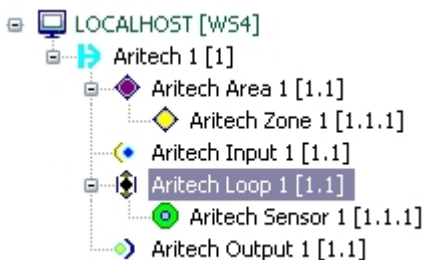 LOCALHOST [WS4]
Aritech 1 [1]
Aritech Area 1 [1.1]
Aritech Zone 1 [1.1.1]
Aritech Input 1 [1.1]
Aritech Loop 1 [1.1]
Aritech Sensor 1 [1.1.1]
Aritech Output 1 [1.1]